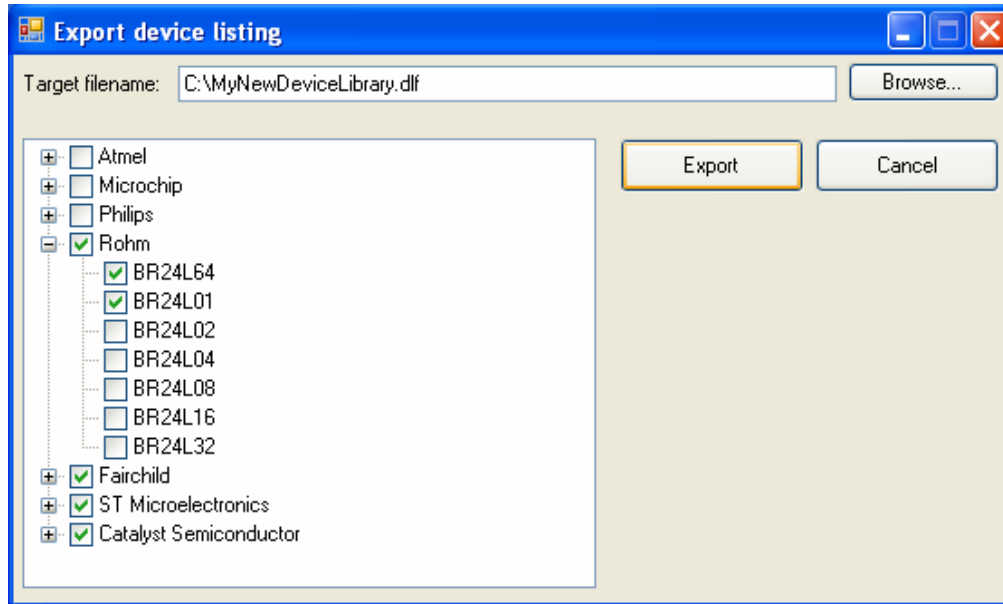 Export device listing
Target filename: C:\MyNewDeviceLibrary.dlf Browse...
Atmel
Microchip
Philips
Rohm
BR24L64
BR24L01
BR24L02
BR24L04
BR24L08
BR24L16
BR24L32
Fairchild
ST Microelectronics
Catalyst Semiconductor
Export Cancel